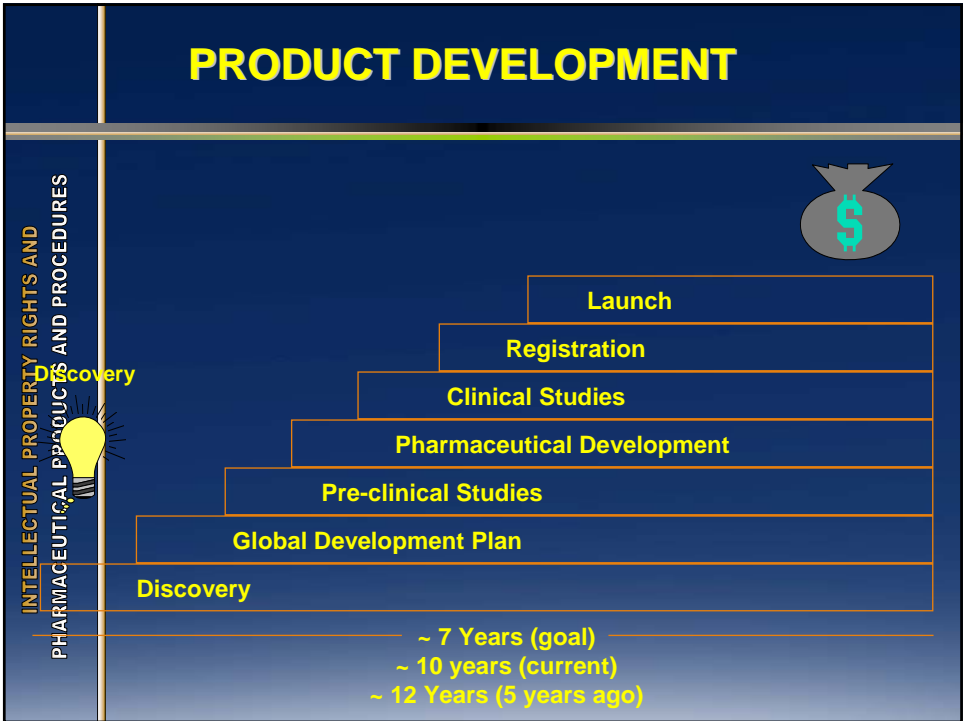 PRODUCT DEVELOPMENT
INTELLECTUAL PROPERTY RIGHTS AND
PHARMACEUTICAL PRODUCTS AND PROCEDURES
$
Launch
Registration
Discovery
Clinical Studies
Pharmaceutical Development
Pre-clinical Studies
Global Development Plan
Discovery
~ 7 Years (goal)
~ 10 years (current)
~ 12 Years (5 years ago)